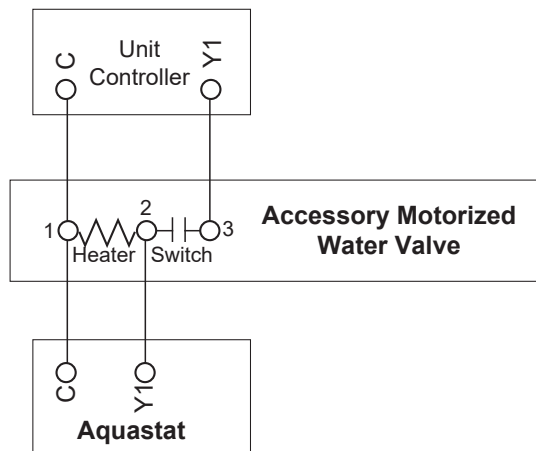 Unit
Controller
C
Y1
1
2
3
Heater
Switch
Accessory Motorized
Water Valve
C
Y1
Aquastat